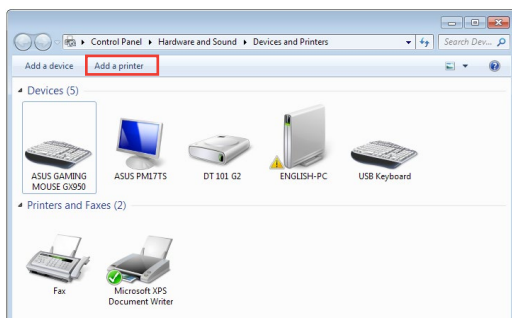 Control Panel ▸ Hardware and Sound ▸ Devices and Printers
Search Dev...
Add a device
Add a printer
Devices (5)
ASUS GAMING
MOUSE GX950
ASUS PM17TS
DT 101 G2
ENGLISH-PC
USB Keyboard
Printers and Faxes (2)
Fax
Microsoft XPS
Document Writer